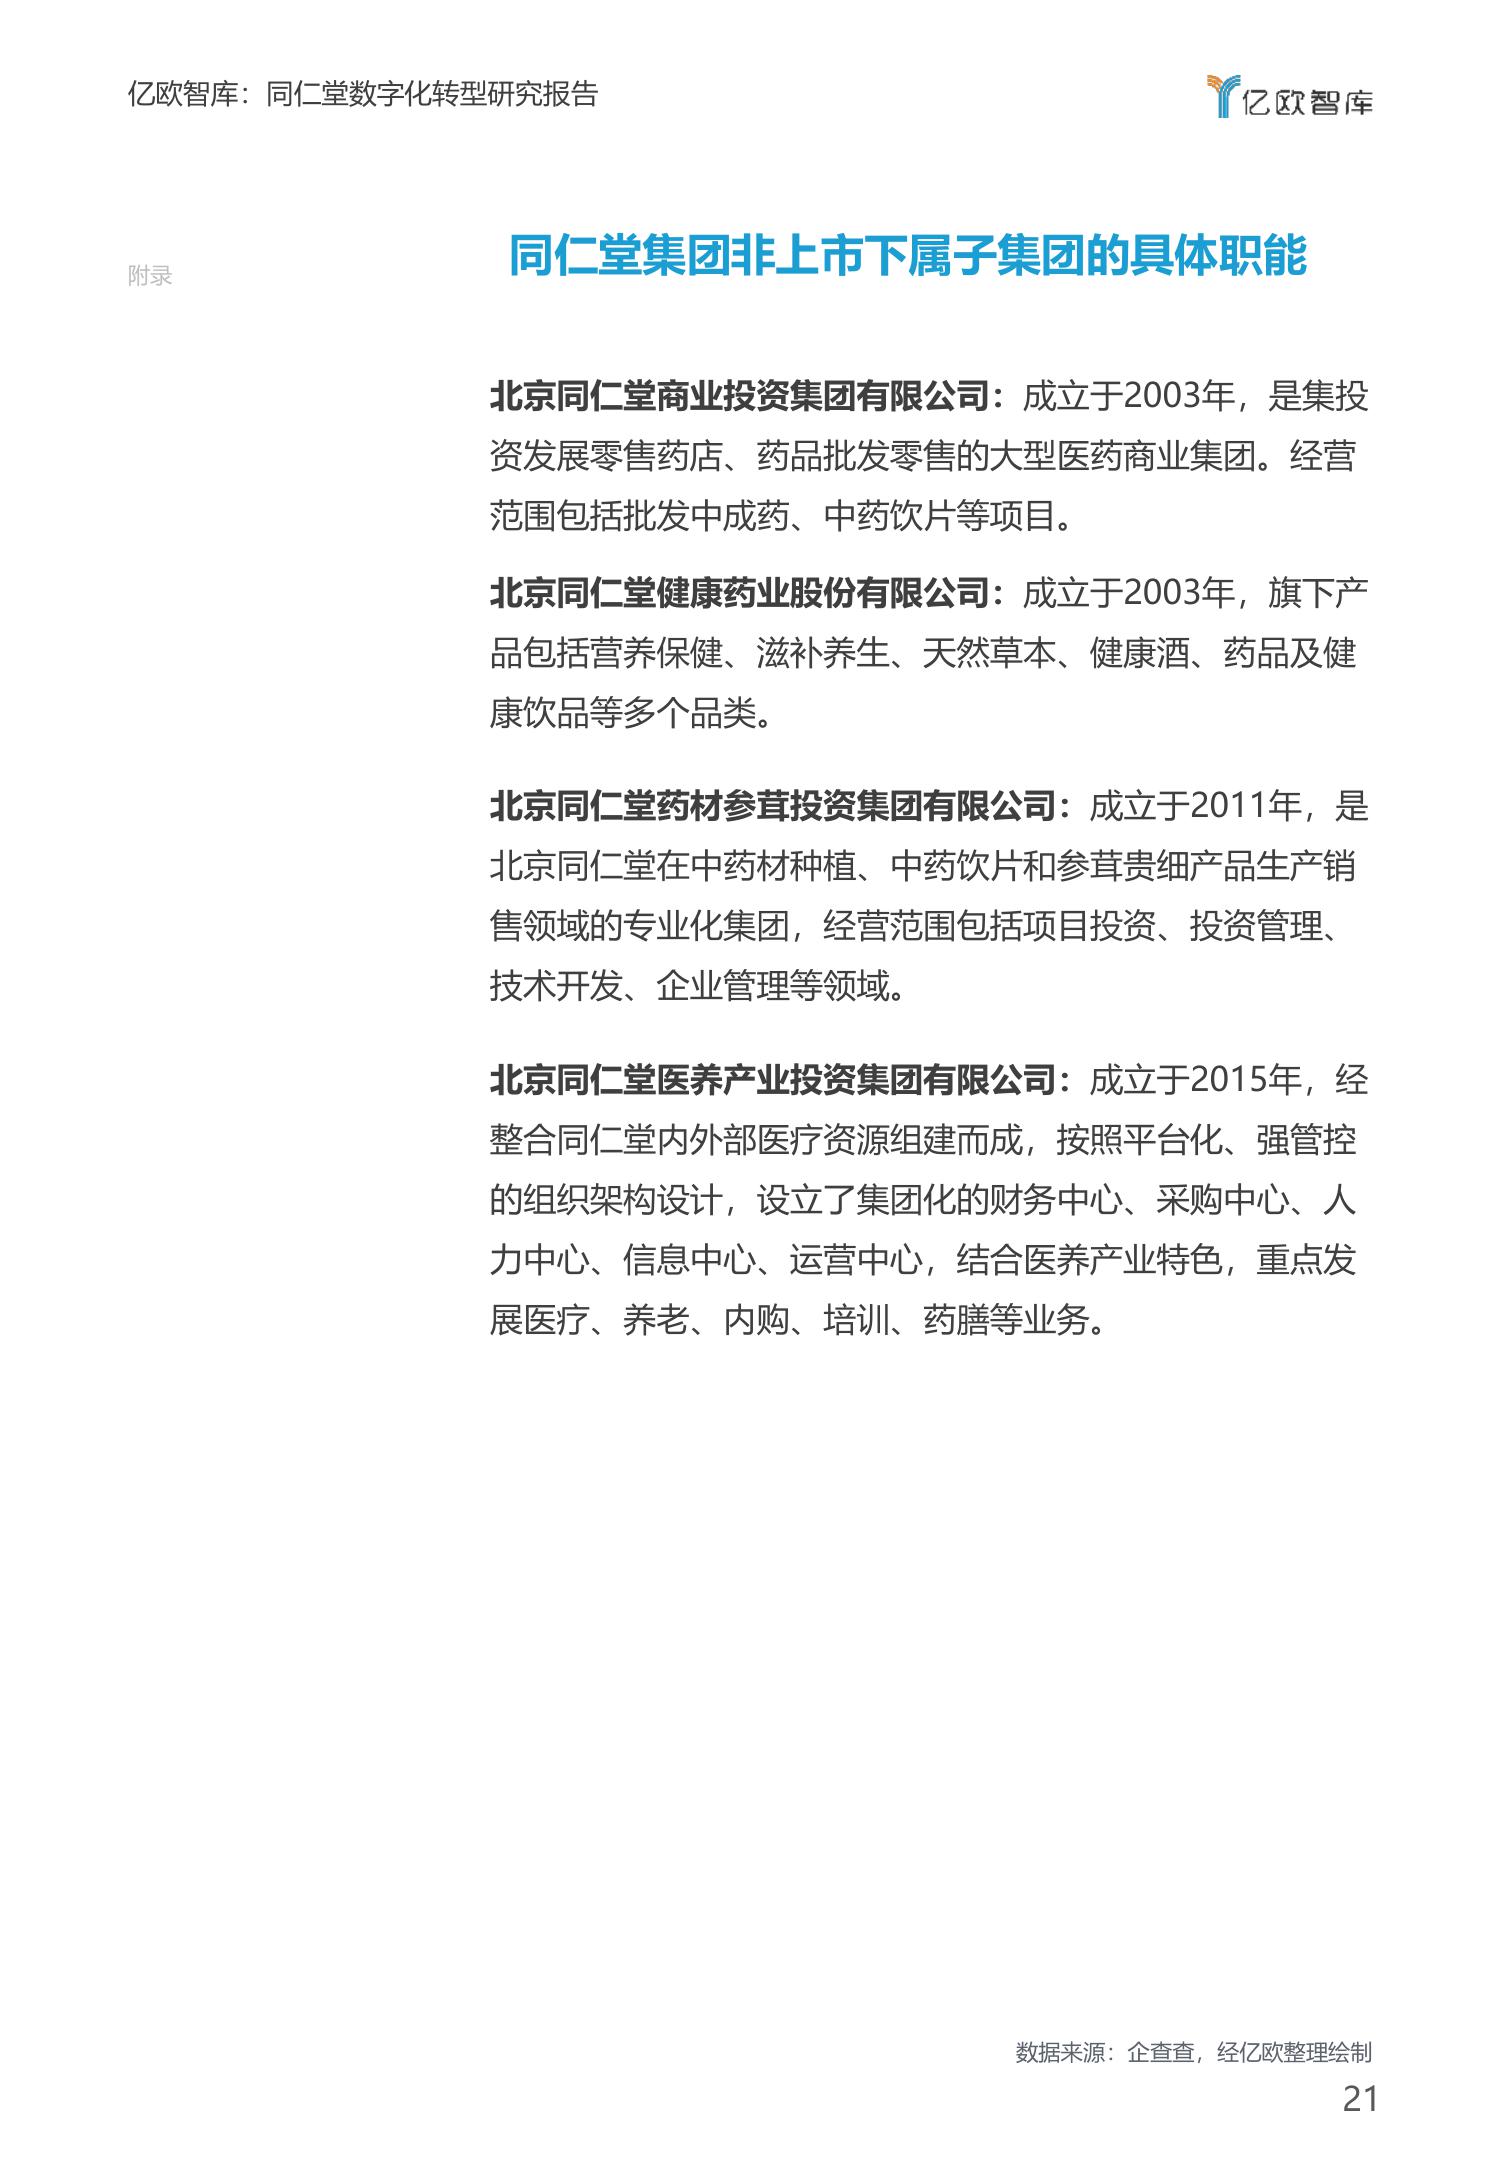 亿欧智库：同仁堂数字化转型研究报告
亿欧智库
附录
同仁堂集团非上市下属子集团的具体职能
北京同仁堂商业投资集团有限公司：成立于2003年，是集投
资发展零售药店、药品批发零售的大型医药商业集团。经营
范围包括批发中成药、中药饮片等项目。
北京同仁堂健康药业股份有限公司：成立于2003年，旗下产
品包括营养保健、滋补养生、天然草本、健康酒、药品及健
康饮品等多个品类。
北京同仁堂药材参茸投资集团有限公司：成立于2011年，是
北京同仁堂在中药材种植、中药饮片和参茸贵细产品生产销
售领域的专业化集团，经营范围包括项目投资、投资管理、
技术开发、企业管理等领域。
北京同仁堂医养产业投资集团有限公司：成立于2015年，经
整合同仁堂内外部医疗资源组建而成，按照平台化、强管控
的组织架构设计，设立了集团化的财务中心、采购中心、人
力中心、信息中心、运营中心，结合医养产业特色，重点发
展医疗、养老、内购、培训、药膳等业务。
数据来源：企查查，经亿欧整理绘制
21